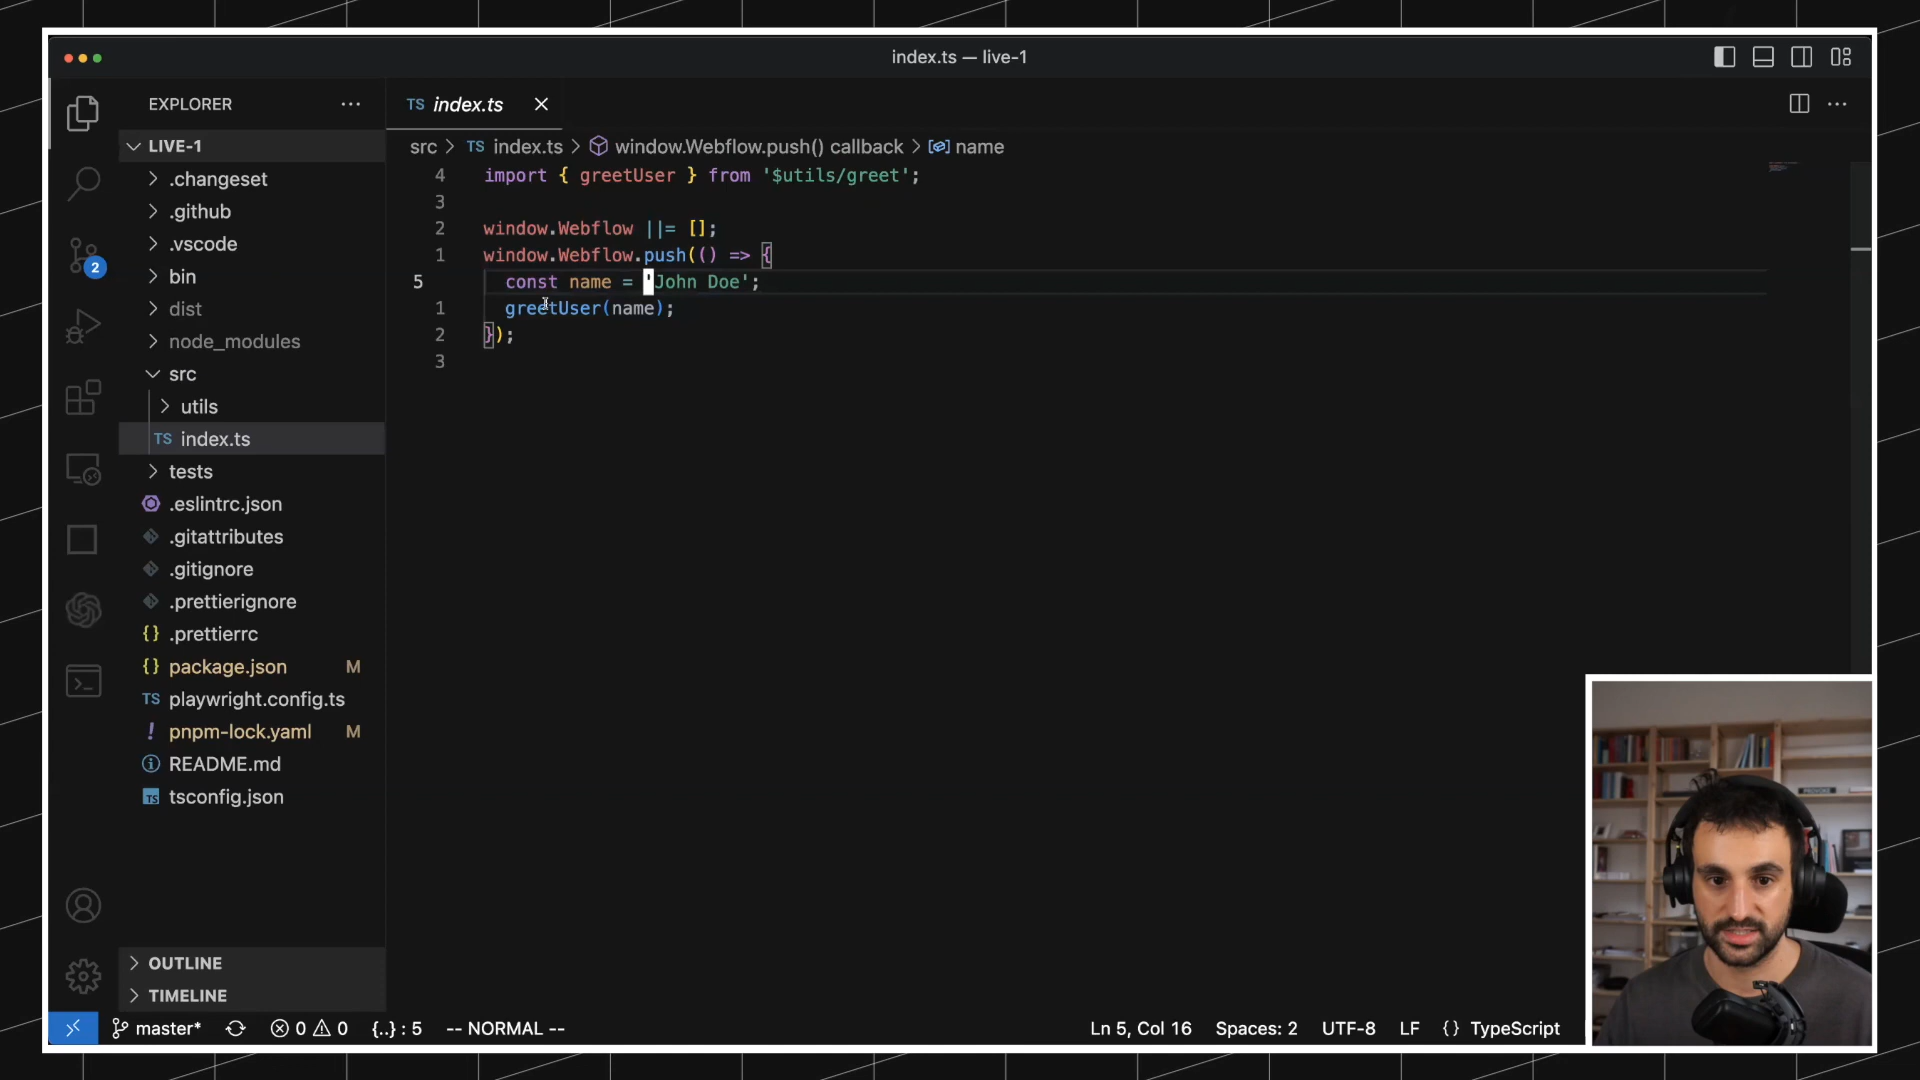 index.ts — live-1
EXPLORER
TS index.ts
LIVE-1
src > TS index.ts > window.Webflow.push() callback > name
.changeset
.github
.vscode
bin
dist
node_modules
src
utils
TS index.ts
tests
.eslintrc.json
.gitattributes
.gitignore
.prettierignore
{} .prettierrc
{} package.json M
TS playwright.config.ts
! pnpm-lock.yaml M
README.md
TS tsconfig.json
OUTLINE
TIMELINE
2
4 import { greetUser } from '$utils/greet';
3
2 window.Webflow ||= [];
1 window.Webflow.push(() => {
5 const name = 'John Doe';
1 greetUser(name);
2 });
3
master* 0 0 {..} : 5 -- NORMAL -- Ln 5, Col 16 Spaces: 2 UTF-8 LF {} TypeScript